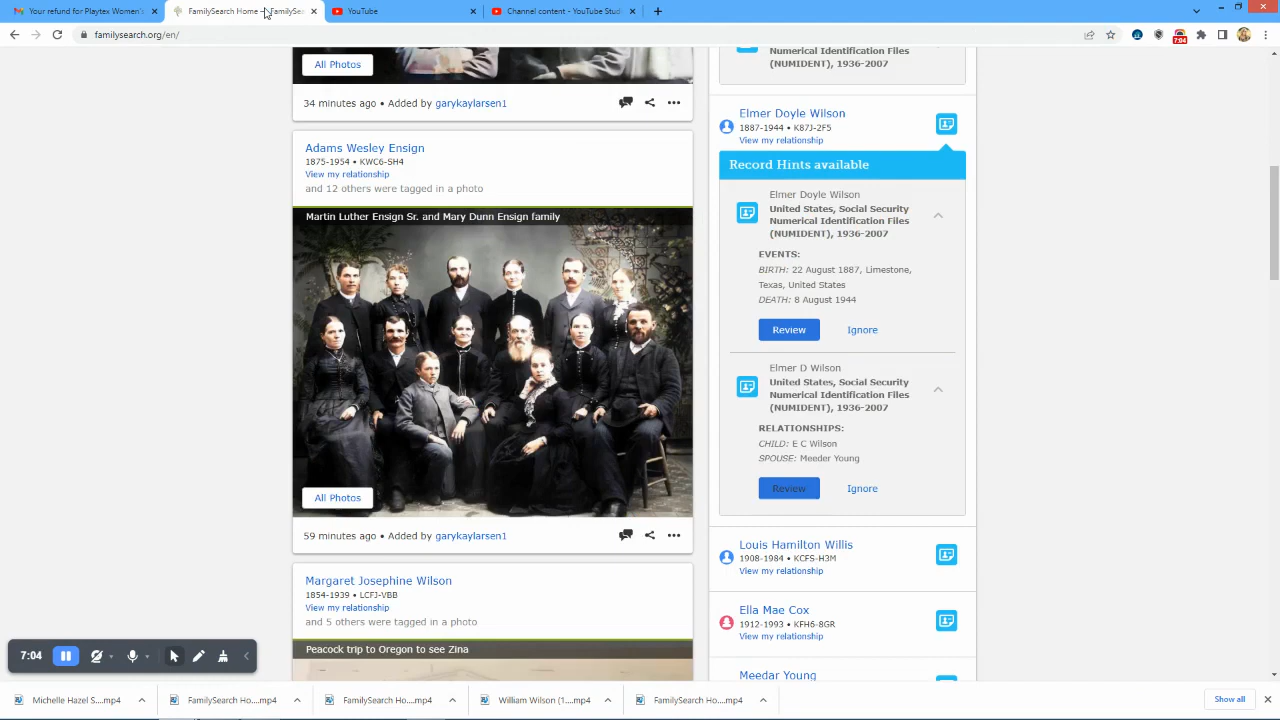 Your rewards for Playtex Women's
FamilySearch Home — FamilySe
YouTube
Channel content - YouTube Stud
familysearch.org/en/
7:04
All Photos
34 minutes ago • Added by garykaylarsen1
Adams Wesley Ensign
1875-1954 • KWC6-SH4
View my relationship
and 12 others were tagged in a photo
Martin Luther Ensign Sr. and Mary Dunn Ensign family
All Photos
59 minutes ago • Added by garykaylarsen1
Margaret Josephine Wilson
1854-1939 • LCFJ-VBB
View my relationship
and 5 others were tagged in a photo
Peacock trip to Oregon to see Zina
Numerical Identification Files
(NUMIDENT), 1936-2007
Elmer Doyle Wilson
1887-1944 • K87J-2F5
View my relationship
Record Hints available
Elmer Doyle Wilson
United States, Social Security
Numerical Identification Files
(NUMIDENT), 1936-2007
EVENTS:
BIRTH: 22 August 1887, Limestone,
Texas, United States
DEATH: 8 August 1944
Review Ignore
Elmer D Wilson
United States, Social Security
Numerical Identification Files
(NUMIDENT), 1936-2007
RELATIONSHIPS:
CHILD: E C Wilson
SPOUSE: Meeder Young
Review Ignore
Louis Hamilton Willis
1908-1984 • KCFS-H3M
View my relationship
Ella Mae Cox
1912-1993 • KFH6-8GR
View my relationship
Meedar Young
7:04
Michelle Hazel S....mp4
FamilySearch Ho....mp4
FamilySearch Ho....mp4
William Wilson (1....mp4
FamilySearch Ho....mp4
Show all